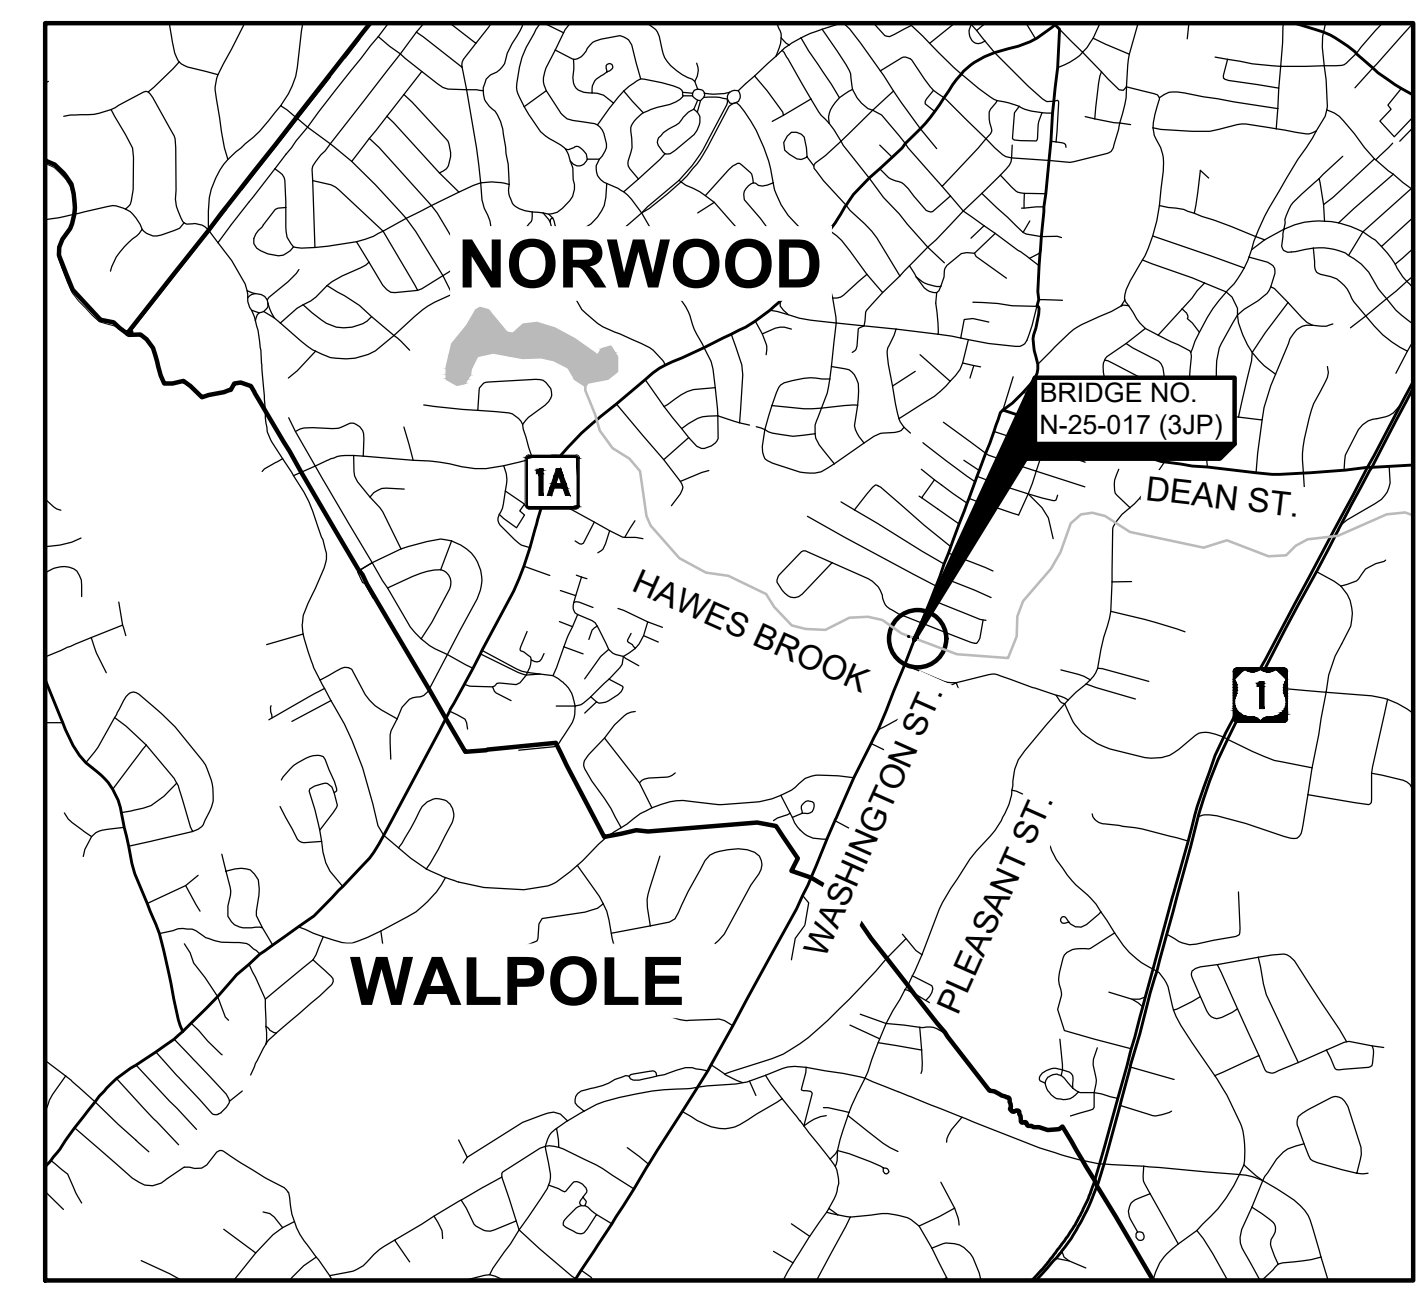 NORWOOD
BRIDGE NO.
N-25-017 (3JP)
1A
DEAN ST.
HAWES BROOK
1
WASHINGTON ST.
PLEASANT ST.
WALPOLE